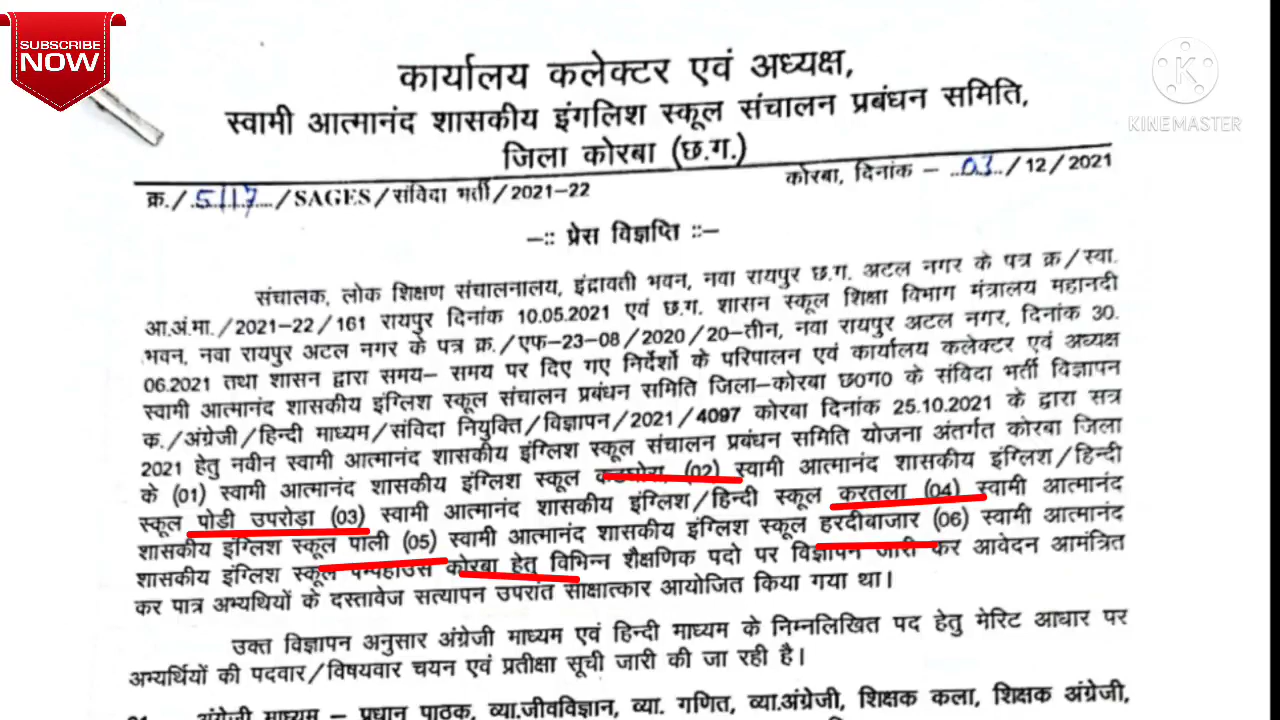 SUBSCRIBE
NOW
KINEMASTER
कार्यालय कलेक्टर एवं अध्यक्ष,
स्वामी आत्मानंद शासकीय इंगलिश स्कूल संचालन प्रबंधन समिति,
जिला कोरबा (छ.ग.)
क्र./..5117..../SAGES/संविदा भर्ती/2021-22
कोरबा, दिनांक - ..03../12/2021
-:: प्रेस विज्ञप्ति ::-
संचालक, लोक शिक्षण संचालनालय, इंद्रावती भवन, नवा रायपुर छ.ग. अटल नगर के पत्र क्र/स्वा.
आ.अं.मा./2021-22/161 रायपुर दिनांक 10.05.2021 एवं छ.ग. शासन स्कूल शिक्षा विभाग मंत्रालय महानदी
भवन, नवा रायपुर अटल नगर के पत्र क्र./एफ-23-08/2020/20-तीन, नवा रायपुर अटल नगर, दिनांक 30.
06.2021 तथा शासन द्वारा समय- समय पर दिए गए निर्देशों के परिपालन एवं कार्यालय कलेक्टर एवं अध्यक्ष
स्वामी आत्मानंद शासकीय इंग्लिश स्कूल संचालन प्रबंधन समिति जिला-कोरबा छ0ग0 के संविदा भर्ती विज्ञापन
क./अंग्रेजी/हिन्दी माध्यम/संविदा नियुक्ति/विज्ञापन/2021/4097 कोरबा दिनांक 25.10.2021 के द्वारा सत्र
2021 हेतु नवीन स्वामी आत्मानंद शासकीय इंग्लिश स्कूल संचालन प्रबंधन समिति योजना अंतर्गत कोरबा जिला
के (01) स्वामी आत्मानंद शासकीय इंग्लिश स्कूल कटघोरा (02) स्वामी आत्मानंद शासकीय इंग्लिश/हिन्दी
स्कूल पोडी उपरोड़ा (03) स्वामी आत्मानंद शासकीय इंग्लिश/हिन्दी स्कूल करतला (04) स्वामी आत्मानंद
शासकीय इंग्लिश स्कूल पाली (05) स्वामी आत्मानंद शासकीय इंग्लिश स्कूल हरदीबाजार (06) स्वामी आत्मानंद
शासकीय इंग्लिश स्कूल पम्पहाउस कोरबा हेतु विभिन्न शैक्षणिक पदो पर विज्ञापन जारी कर आवेदन आमंत्रित
कर पात्र अभ्यथियों के दस्तावेज सत्यापन उपरांत साक्षात्कार आयोजित किया गया था।
उक्त विज्ञापन अनुसार अंग्रेजी माध्यम एवं हिन्दी माध्यम के निम्नलिखित पद हेतु मेरिट आधार पर
अभ्यर्थियों की पदवार/विषयवार चयन एवं प्रतीक्षा सूची जारी की जा रही है।
अंग्रेजी माध्यम - प्रधान पाठक, व्या.जीवविज्ञान, व्या. गणित, व्या.अंग्रेजी, शिक्षक कला, शिक्षक अंग्रेजी,